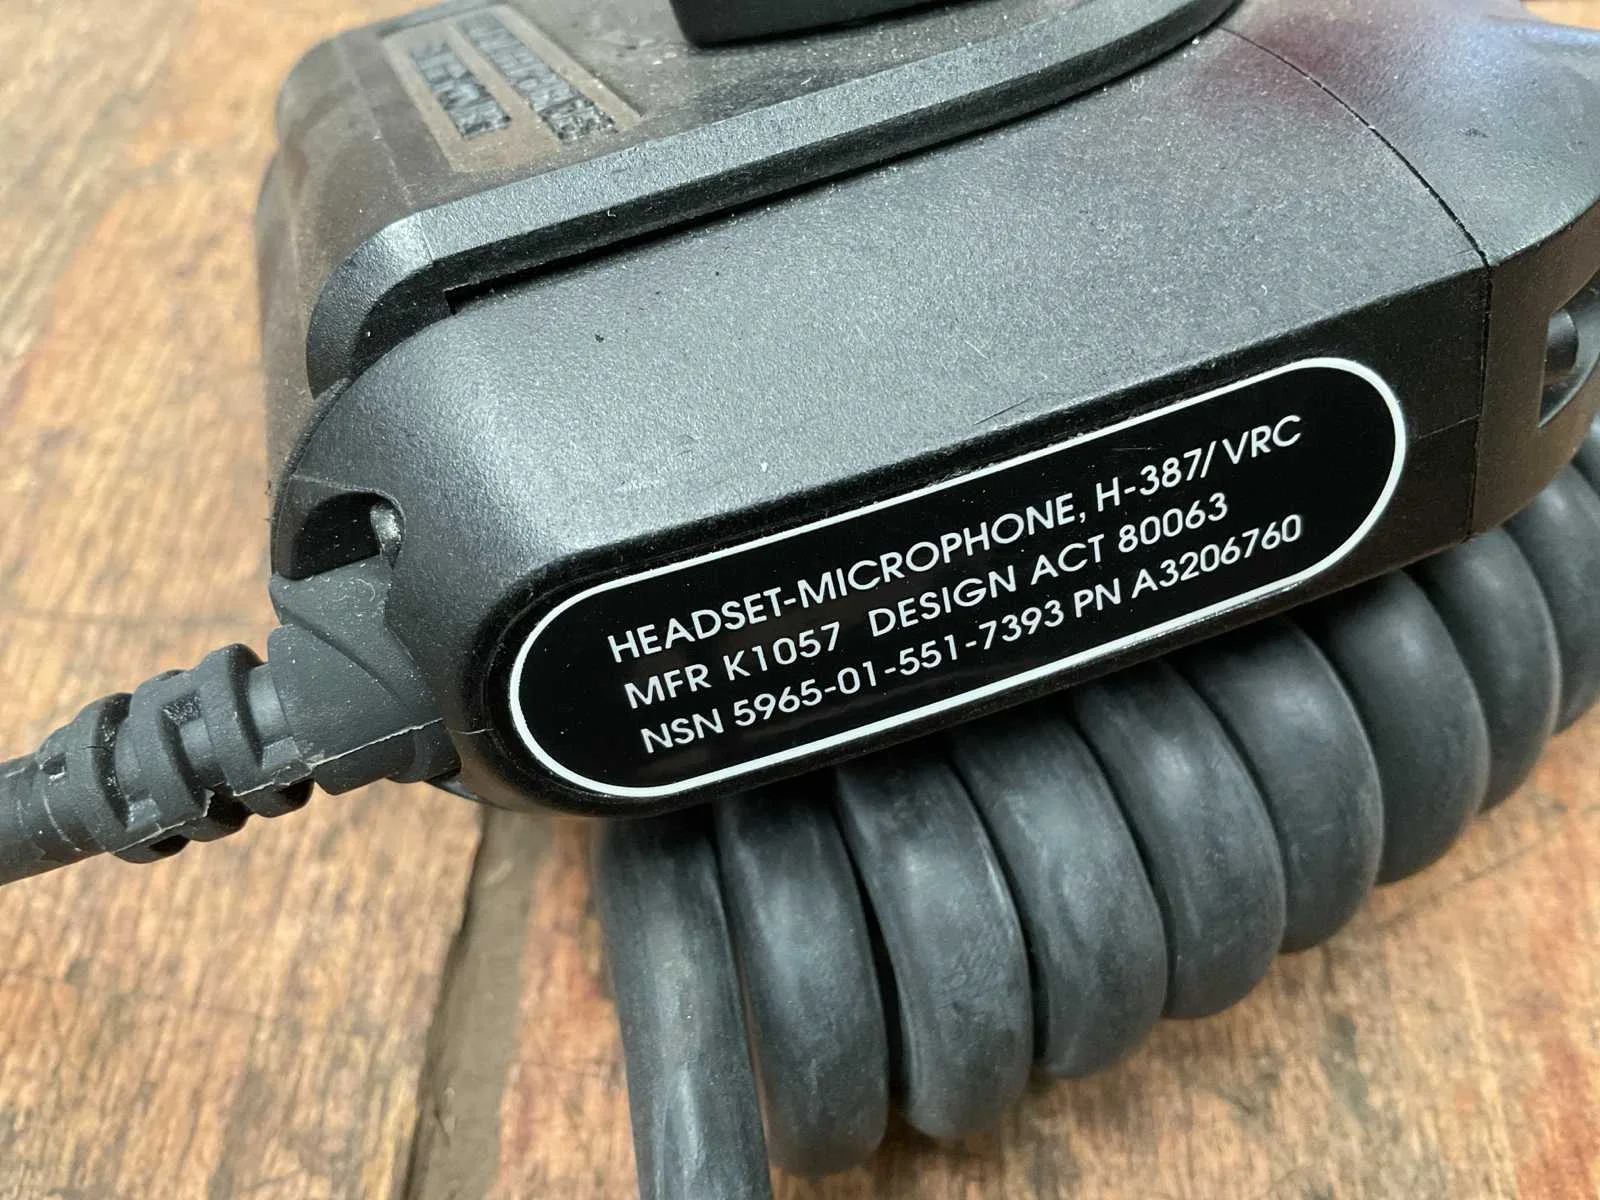 HEADSET-MICROPHONE, H-387/VRC
MFR K1057 DESIGN ACT 80063
NSN 5965-01-551-7393 PN A3206760